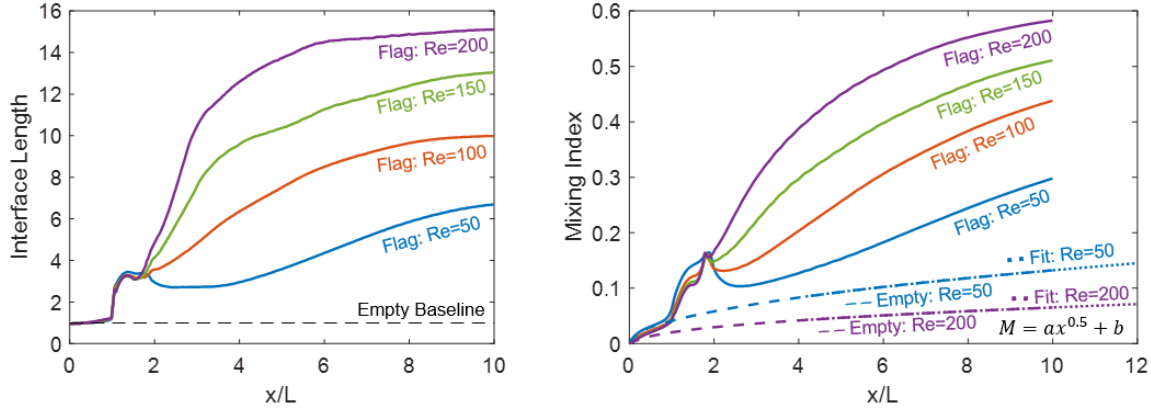 16
14
12
10
8
6
4
2
0
0
2
4
6
8
10
Interface Length
x/L
Flag: Re=200
Flag: Re=150
Flag: Re=100
Flag: Re=50
Empty Baseline
0.6
0.5
0.4
0.3
0.2
0.1
0
0
2
4
6
8
10
12
Mixing Index
x/L
Flag: Re=200
Flag: Re=150
Flag: Re=100
Flag: Re=50
Fit: Re=50
Empty: Re=50
Fit: Re=200
Empty: Re=200
M = ax^0.5 + b